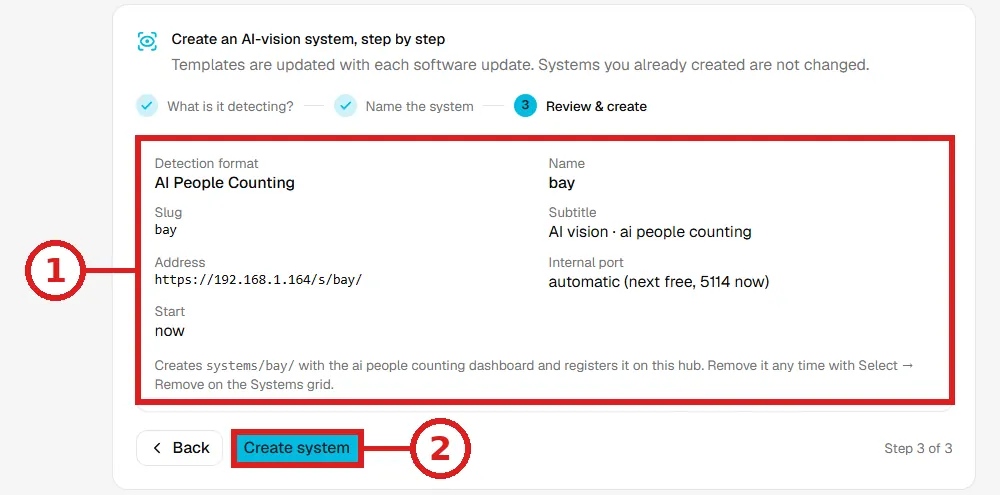 Create an AI-vision system, step by step
Templates are updated with each software update. Systems you already created are not changed.
What is it detecting?
Name the system
3 Review & create
Detection format
AI People Counting
Name
bay
Slug
bay
Subtitle
AI vision · ai people counting
Address
https://192.168.1.164/s/bay/
Internal port
automatic (next free, 5114 now)
Start
now
Creates systems/bay/ with the ai people counting dashboard and registers it on this hub. Remove it any time with Select →
Remove on the Systems grid.
1
Back
Create system
2
Step 3 of 3